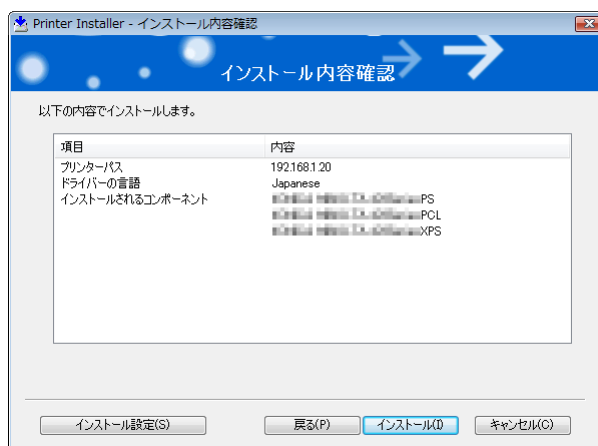 Printer Installer - インストール内容確認
インストール内容確認
以下の内容でインストールします。
項目 内容
プリンターパス 192.168.1.20
ドライバーの言語 Japanese
インストールされるコンポーネント PS
PCL
XPS
インストール設定(S) 戻る(P) インストール(I) キャンセル(C)